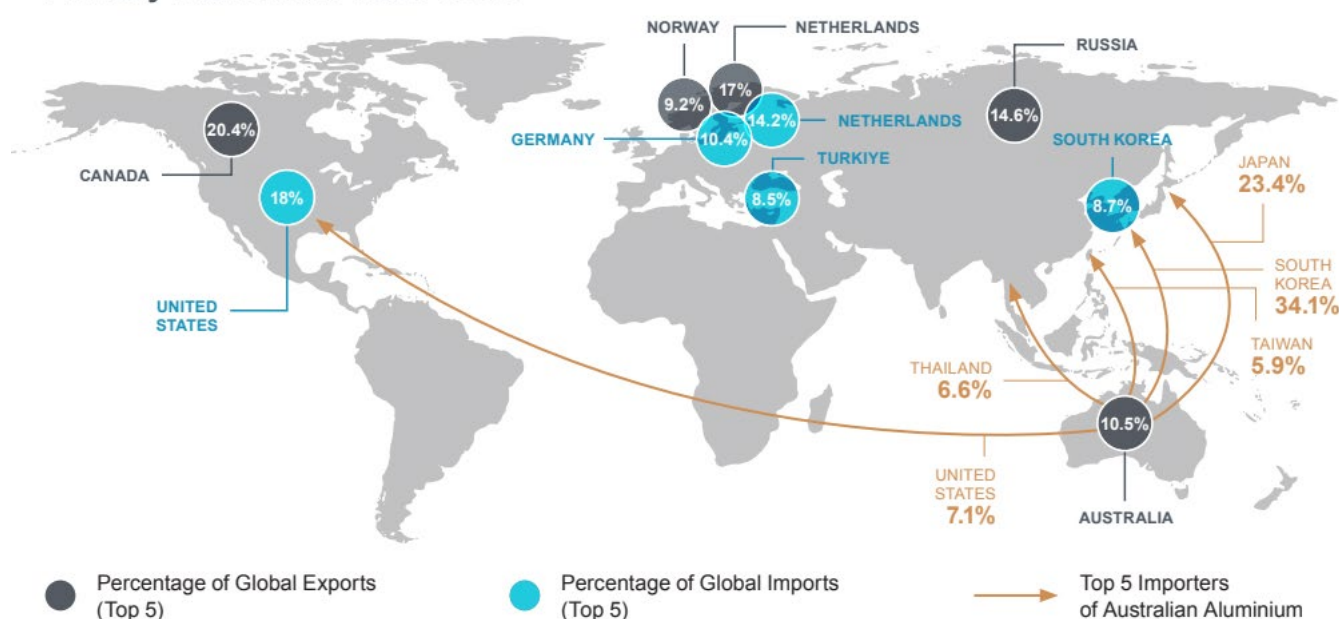 NORWAY
NETHERLANDS
RUSSIA
9.2%
17%
14.6%
20.4%
GERMANY
10.4%
14.2%
NETHERLANDS
SOUTH KOREA
CANADA
TURKIYE
JAPAN
23.4%
18%
8.5%
8.7%
SOUTH
KOREA
34.1%
UNITED
STATES
TAIWAN
5.9%
THAILAND
6.6%
10.5%
UNITED
STATES
7.1%
AUSTRALIA
Percentage of Global Exports
(Top 5)
Percentage of Global Imports
(Top 5)
Top 5 Importers
of Australian Aluminium